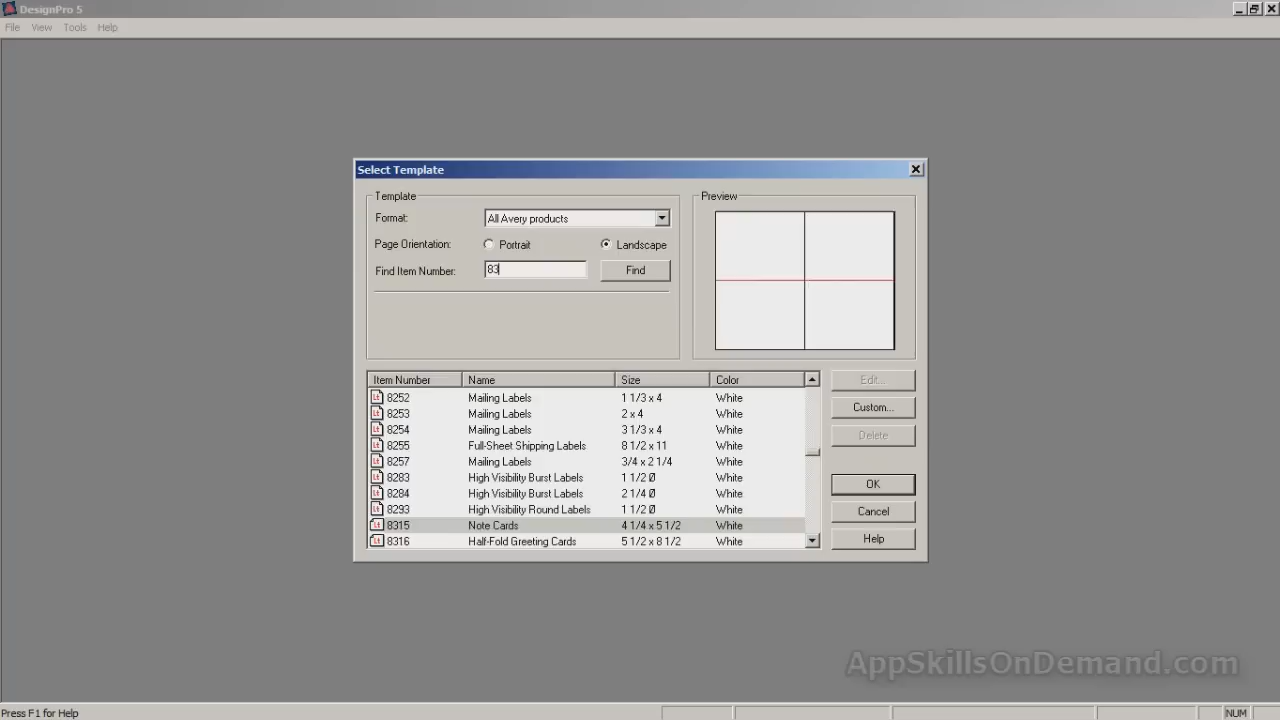 DesignPro 5
File View Tools Help
Select Template
Template
Format: All Avery products
Page Orientation: Portrait Landscape
Find Item Number: 83 Find
Preview
Item Number Name Size Color
8252 Mailing Labels 1 1/3 x 4 White
8253 Mailing Labels 2 x 4 White
8254 Mailing Labels 3 1/3 x 4 White
8255 Full-Sheet Shipping Labels 8 1/2 x 11 White
8257 Mailing Labels 3/4 x 2 1/4 White
8283 High Visibility Burst Labels 1 1/2 Ø White
8284 High Visibility Burst Labels 2 1/4 Ø White
8293 High Visibility Round Labels 1 1/2 Ø White
8315 Note Cards 4 1/4 x 5 1/2 White
8316 Half-Fold Greeting Cards 5 1/2 x 8 1/2 White
Edit...
Custom...
Delete
OK
Cancel
Help
AppSkillsOnDemand.com
Press F1 for Help
NUM